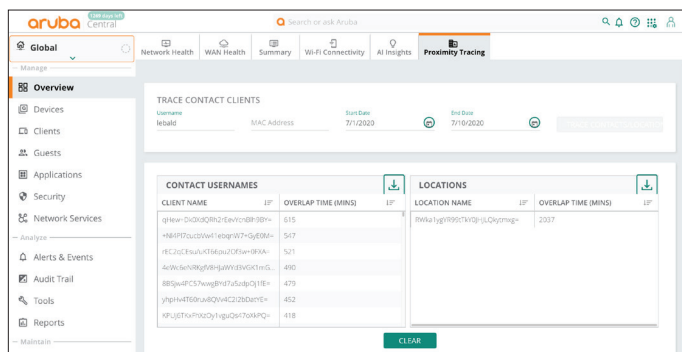 aruba Central
1289 days left
Search or ask Aruba
Global
Network Health
WAN Health
Summary
Wi-Fi Connectivity
AI Insights
Proximity Tracing
Manage
Overview
Devices
Clients
Guests
Applications
Security
Network Services
Analyze
Alerts & Events
Audit Trail
Tools
Reports
Maintain
TRACE CONTACT CLIENTS
Username
lebald
MAC Address
Start Date
7/1/2020
End Date
7/10/2020
CONTACT USERNAMES
CLIENT NAME
OVERLAP TIME (MINS)
615
547
521
490
479
452
418
LOCATIONS
LOCATION NAME
OVERLAP TIME (MINS)
2037
CLEAR